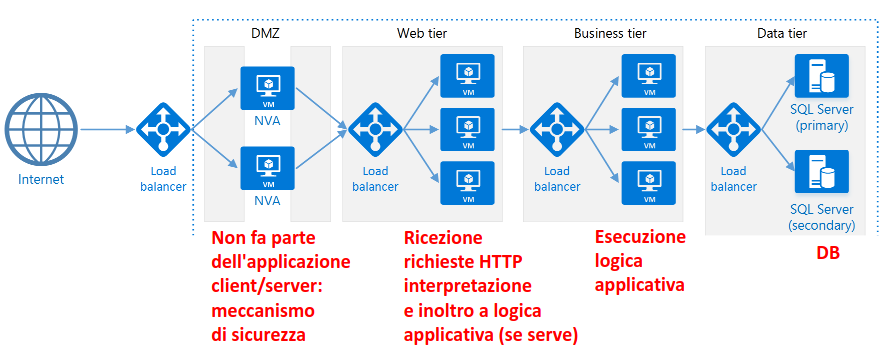 DMZ
Web tier
Business tier
Data tier
Internet
Load
balancer
VM
NVA
VM
NVA
Load
balancer
VM
VM
VM
Load
balancer
VM
VM
VM
Load
balancer
SQL Server
(primary)
SQL Server
(secondary)
Non fa parte
dell'applicazione
client/server:
meccanismo
di sicurezza
Ricezione
richieste HTTP
interpretazione
e inoltro a logica
applicativa (se serve)
Esecuzione
logica
applicativa
DB